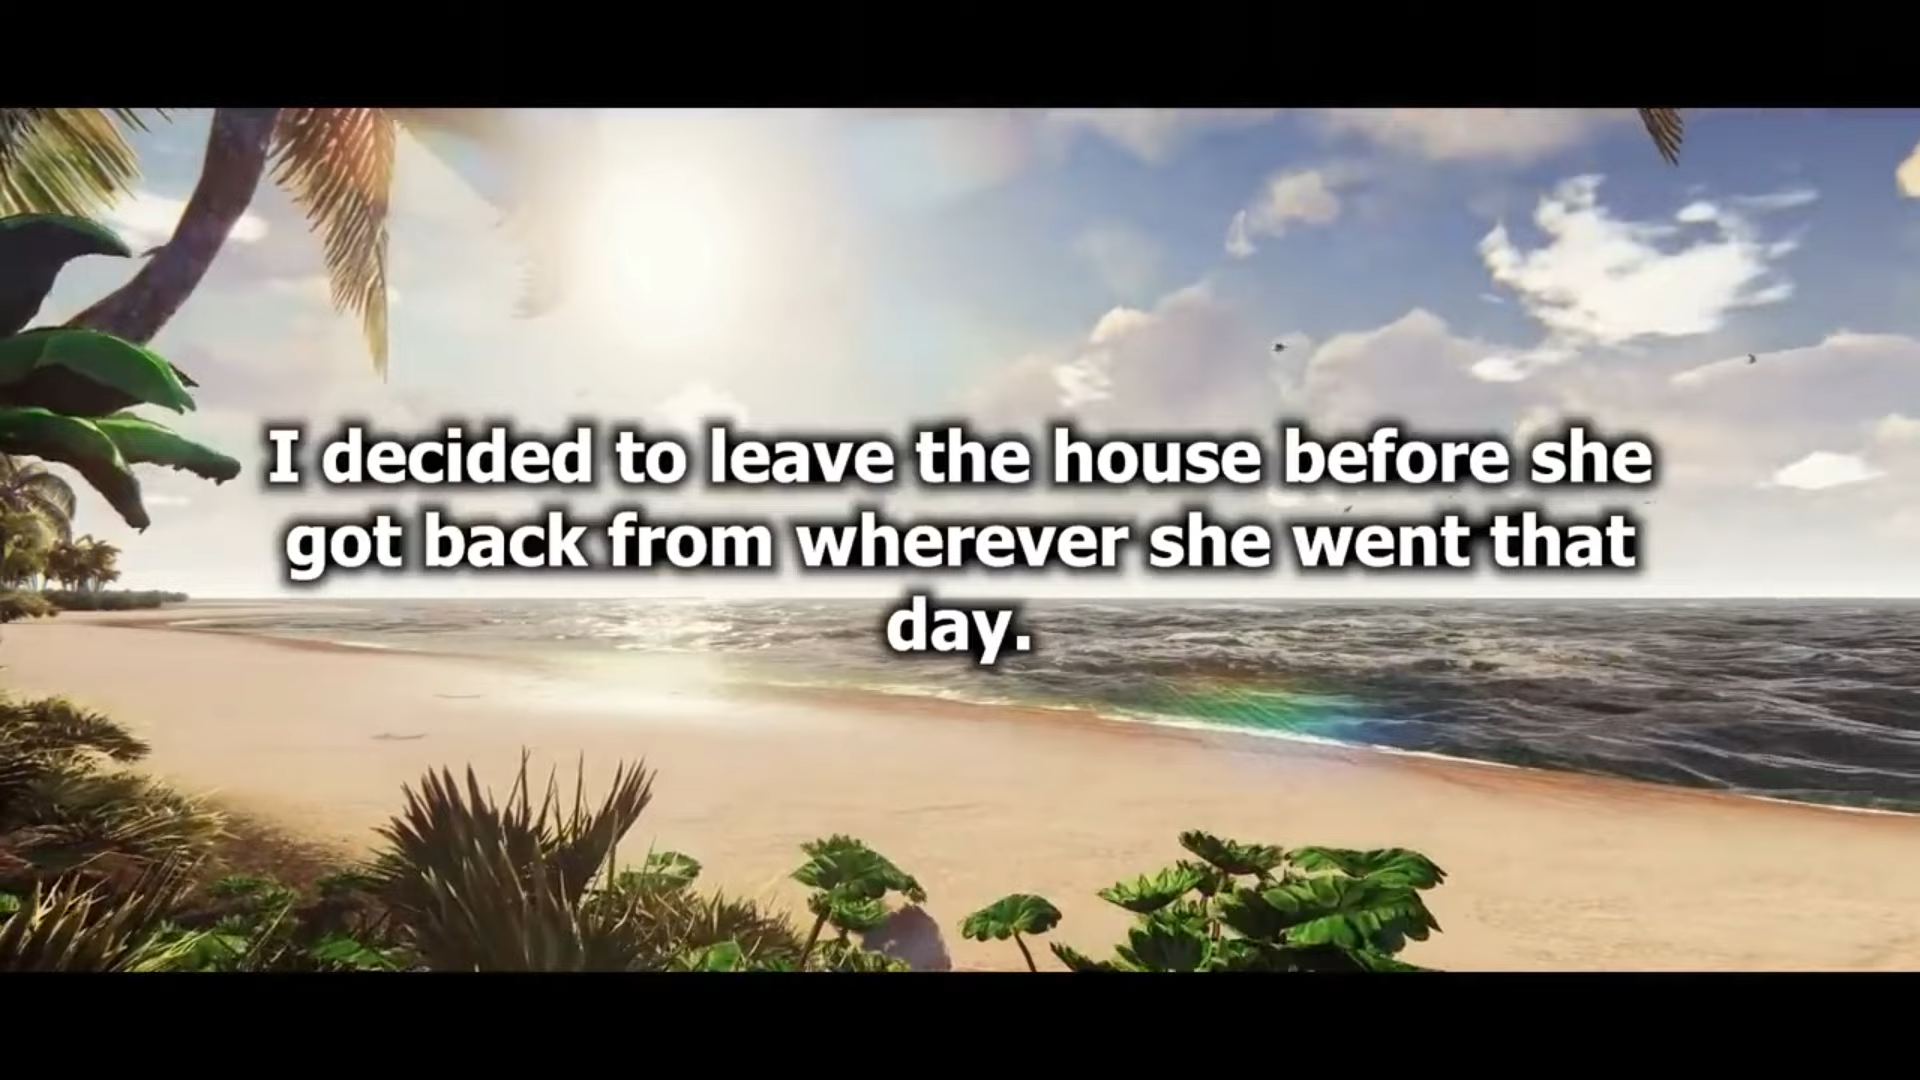 I decided to leave the house before she
got back from wherever she went that
day.